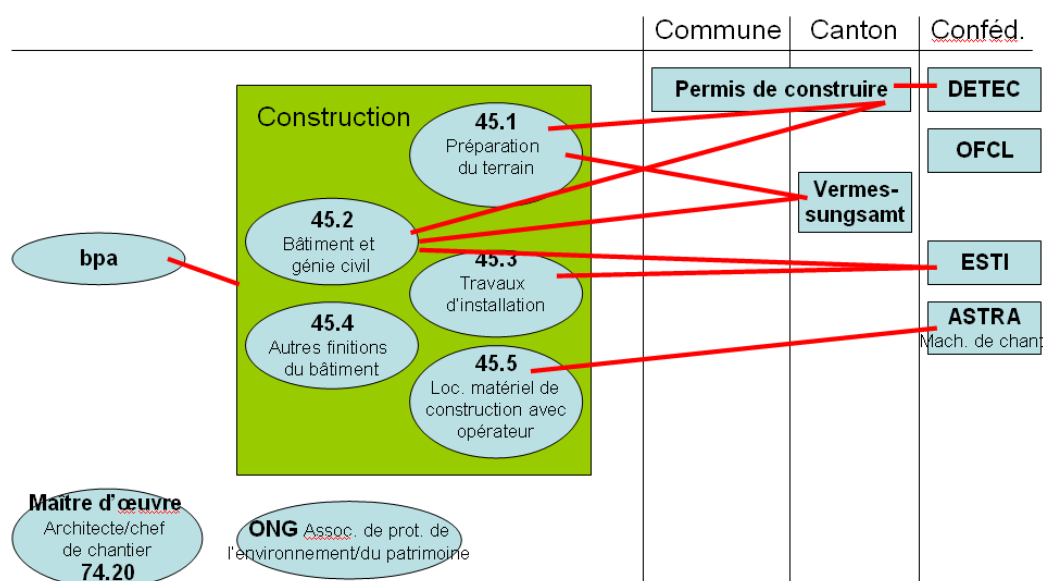 Commune
Canton
Conféd.
Permis de construire
DETEC
Construction
45.1
Préparation
du terrain
OFCL
Vermes-
sungsamt
45.2
Bâtiment et
génie civil
bpa
45.3
Travaux
d'installation
ESTI
45.4
Autres finitions
du bâtiment
ASTRA
Mach. de chant
45.5
Loc. matériel de
construction avec
opérateur
Maître d'œuvre
Architecte/chef
de chantier
74.20
ONG Assoc. de prot. de
l'environnement/du patrimoine